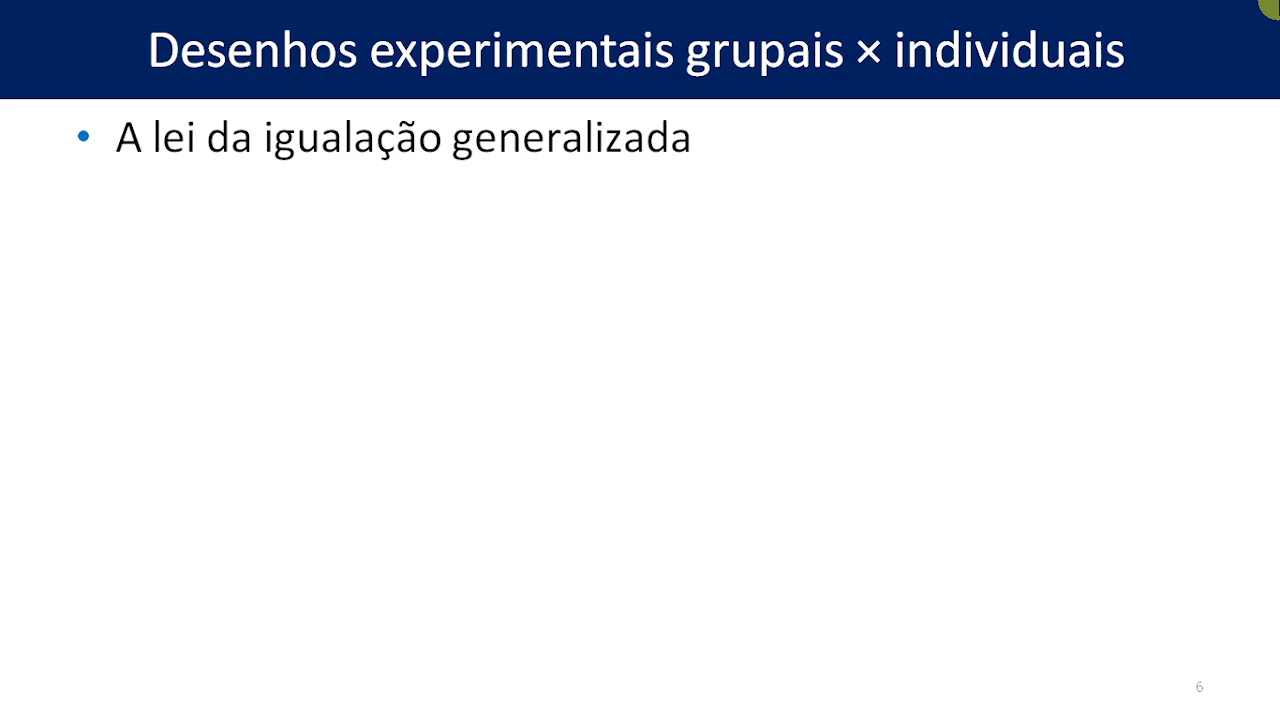 Desenhos experimentais grupais × individuais
• A lei da igualação generalizada
6